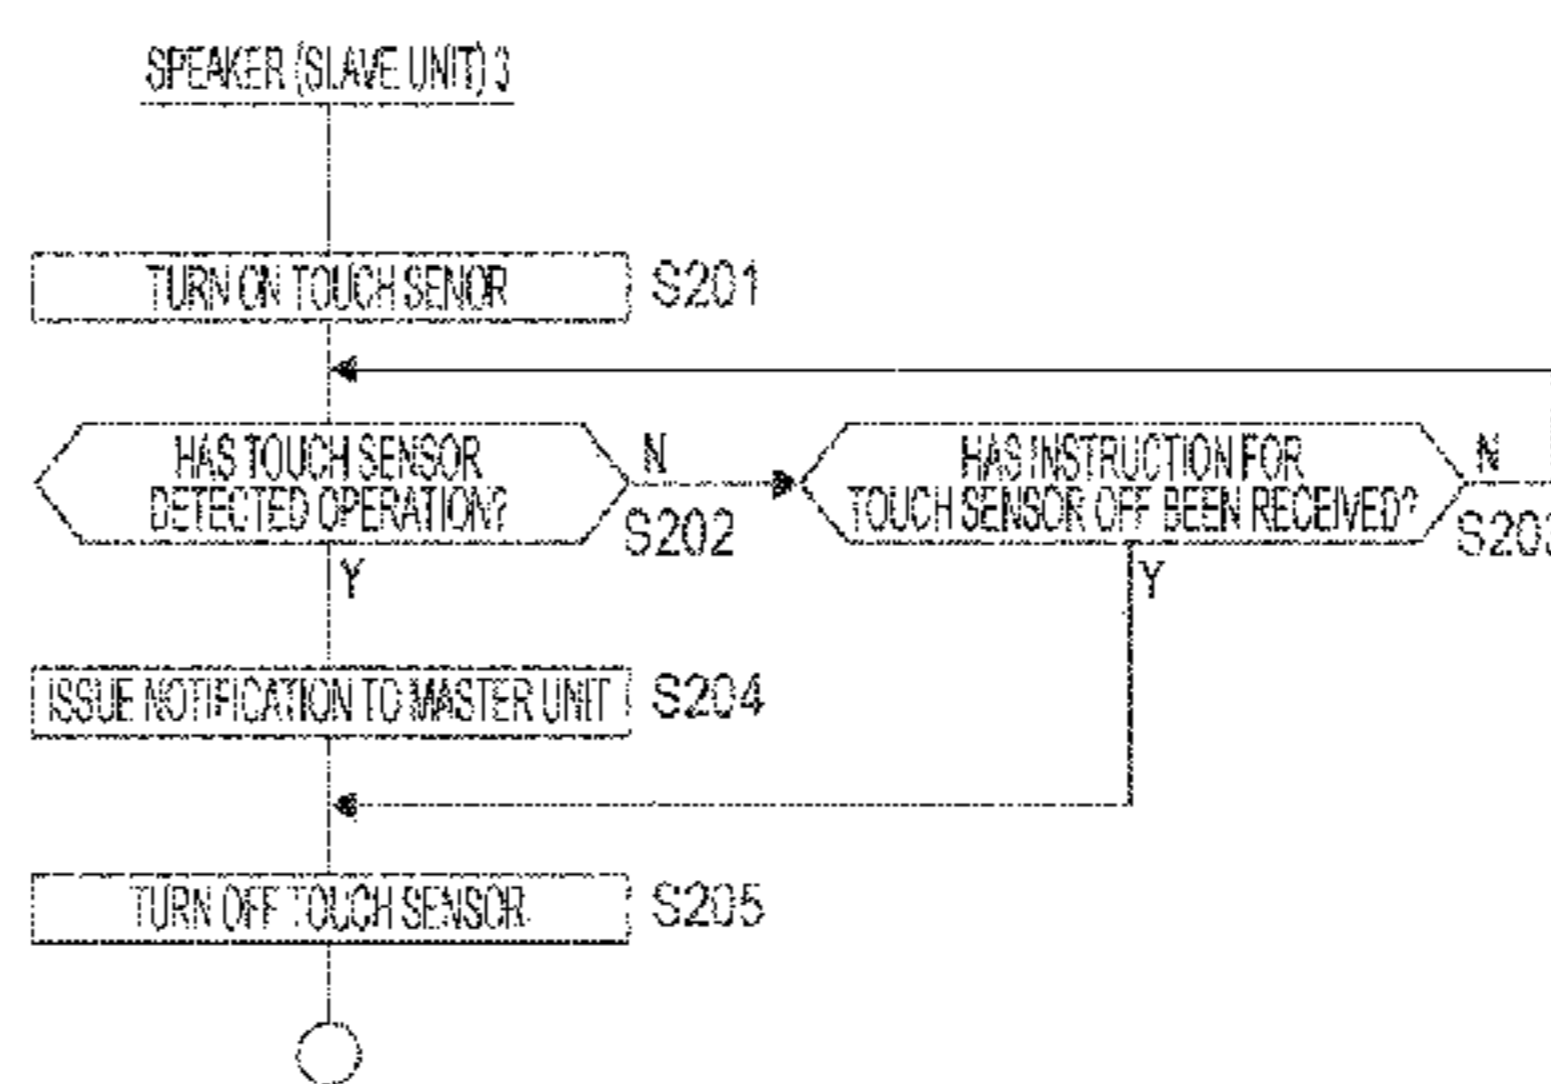 SPEAKER (SLAVE UNIT) 3
TURN ON TOUCH SENOR
S201
HAS TOUCH SENSOR
DETECTED OPERATION?
N
S202
Y
HAS INSTRUCTION FOR
TOUCH SENSOR OFF BEEN RECEIVED?
N
S203
Y
ISSUE NOTIFICATION TO MASTER UNIT
S204
TURN OFF TOUCH SENSOR
S205